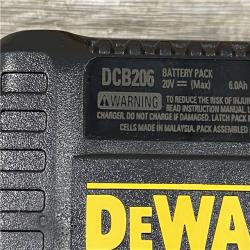 DCB206 BATTERY PACK
20V ⎓ (Max) 6.0Ah
⚠WARNING TO REDUCE THE RISK OF INJURY
READ INSTRUCTION MANUAL
CHARGER. DO NOT CHARGE IF DAMAGED. LATCH PACK
CELLS MADE IN MALAYSIA. PACK ASSEMBLED
DEWA